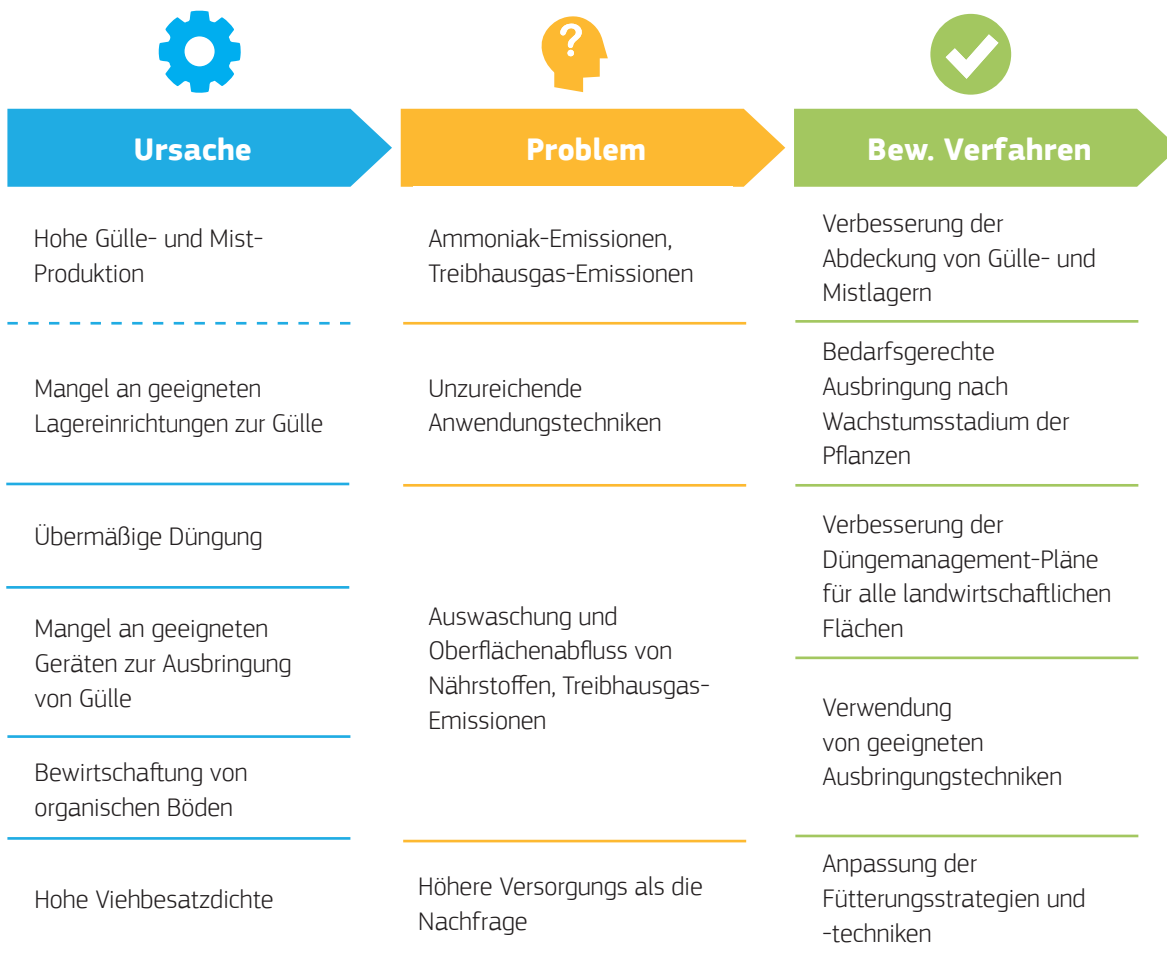 ?
Ursache
Problem
Bew. Verfahren
Hohe Gülle- und Mist-
Produktion
Mangel an geeigneten
Lagereinrichtungen zur Gülle
Übermäßige Düngung
Mangel an geeigneten
Geräten zur Ausbringung
von Gülle
Bewirtschaftung von
organischen Böden
Hohe Viehbesatzdichte
Ammoniak-Emissionen,
Treibhausgas-Emissionen
Unzureichende
Anwendungstechniken
Auswaschung und
Oberflächenabfluss von
Nährstoffen, Treibhausgas-
Emissionen
Höhere Versorgungs als die
Nachfrage
Verbesserung der
Abdeckung von Gülle- und
Mistlagern
Bedarfsgerechte
Ausbringung nach
Wachstumsstadium der
Pflanzen
Verbesserung der
Düngemanagement-Pläne
für alle landwirtschaftlichen
Flächen
Verwendung
von geeigneten
Ausbringungstechniken
Anpassung der
Fütterungsstrategien und
-techniken